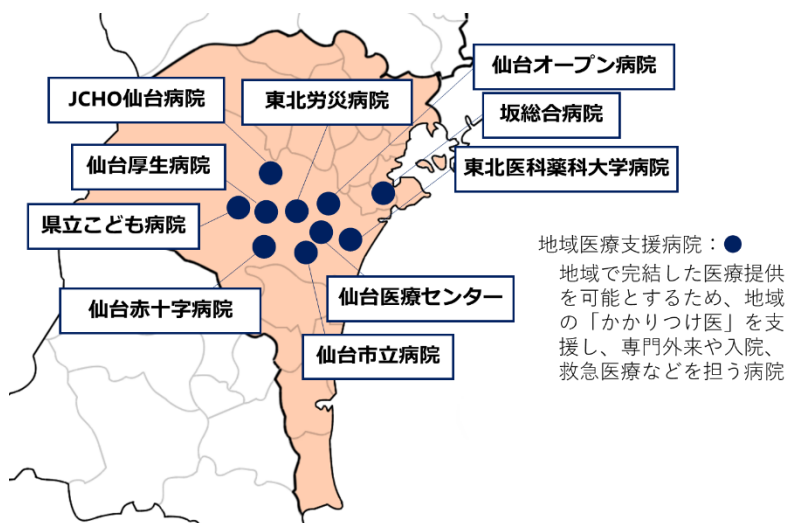 仙台オープン病院
JCHO仙台病院
東北労災病院
坂総合病院
仙台厚生病院
東北医科薬科大学病院
県立こども病院
仙台赤十字病院
仙台医療センター
仙台市立病院
地域医療支援病院：●
地域で完結した医療提供
を可能とするため、地域
の「かかりつけ医」を支
援し、専門外来や入院、
救急医療などを担う病院